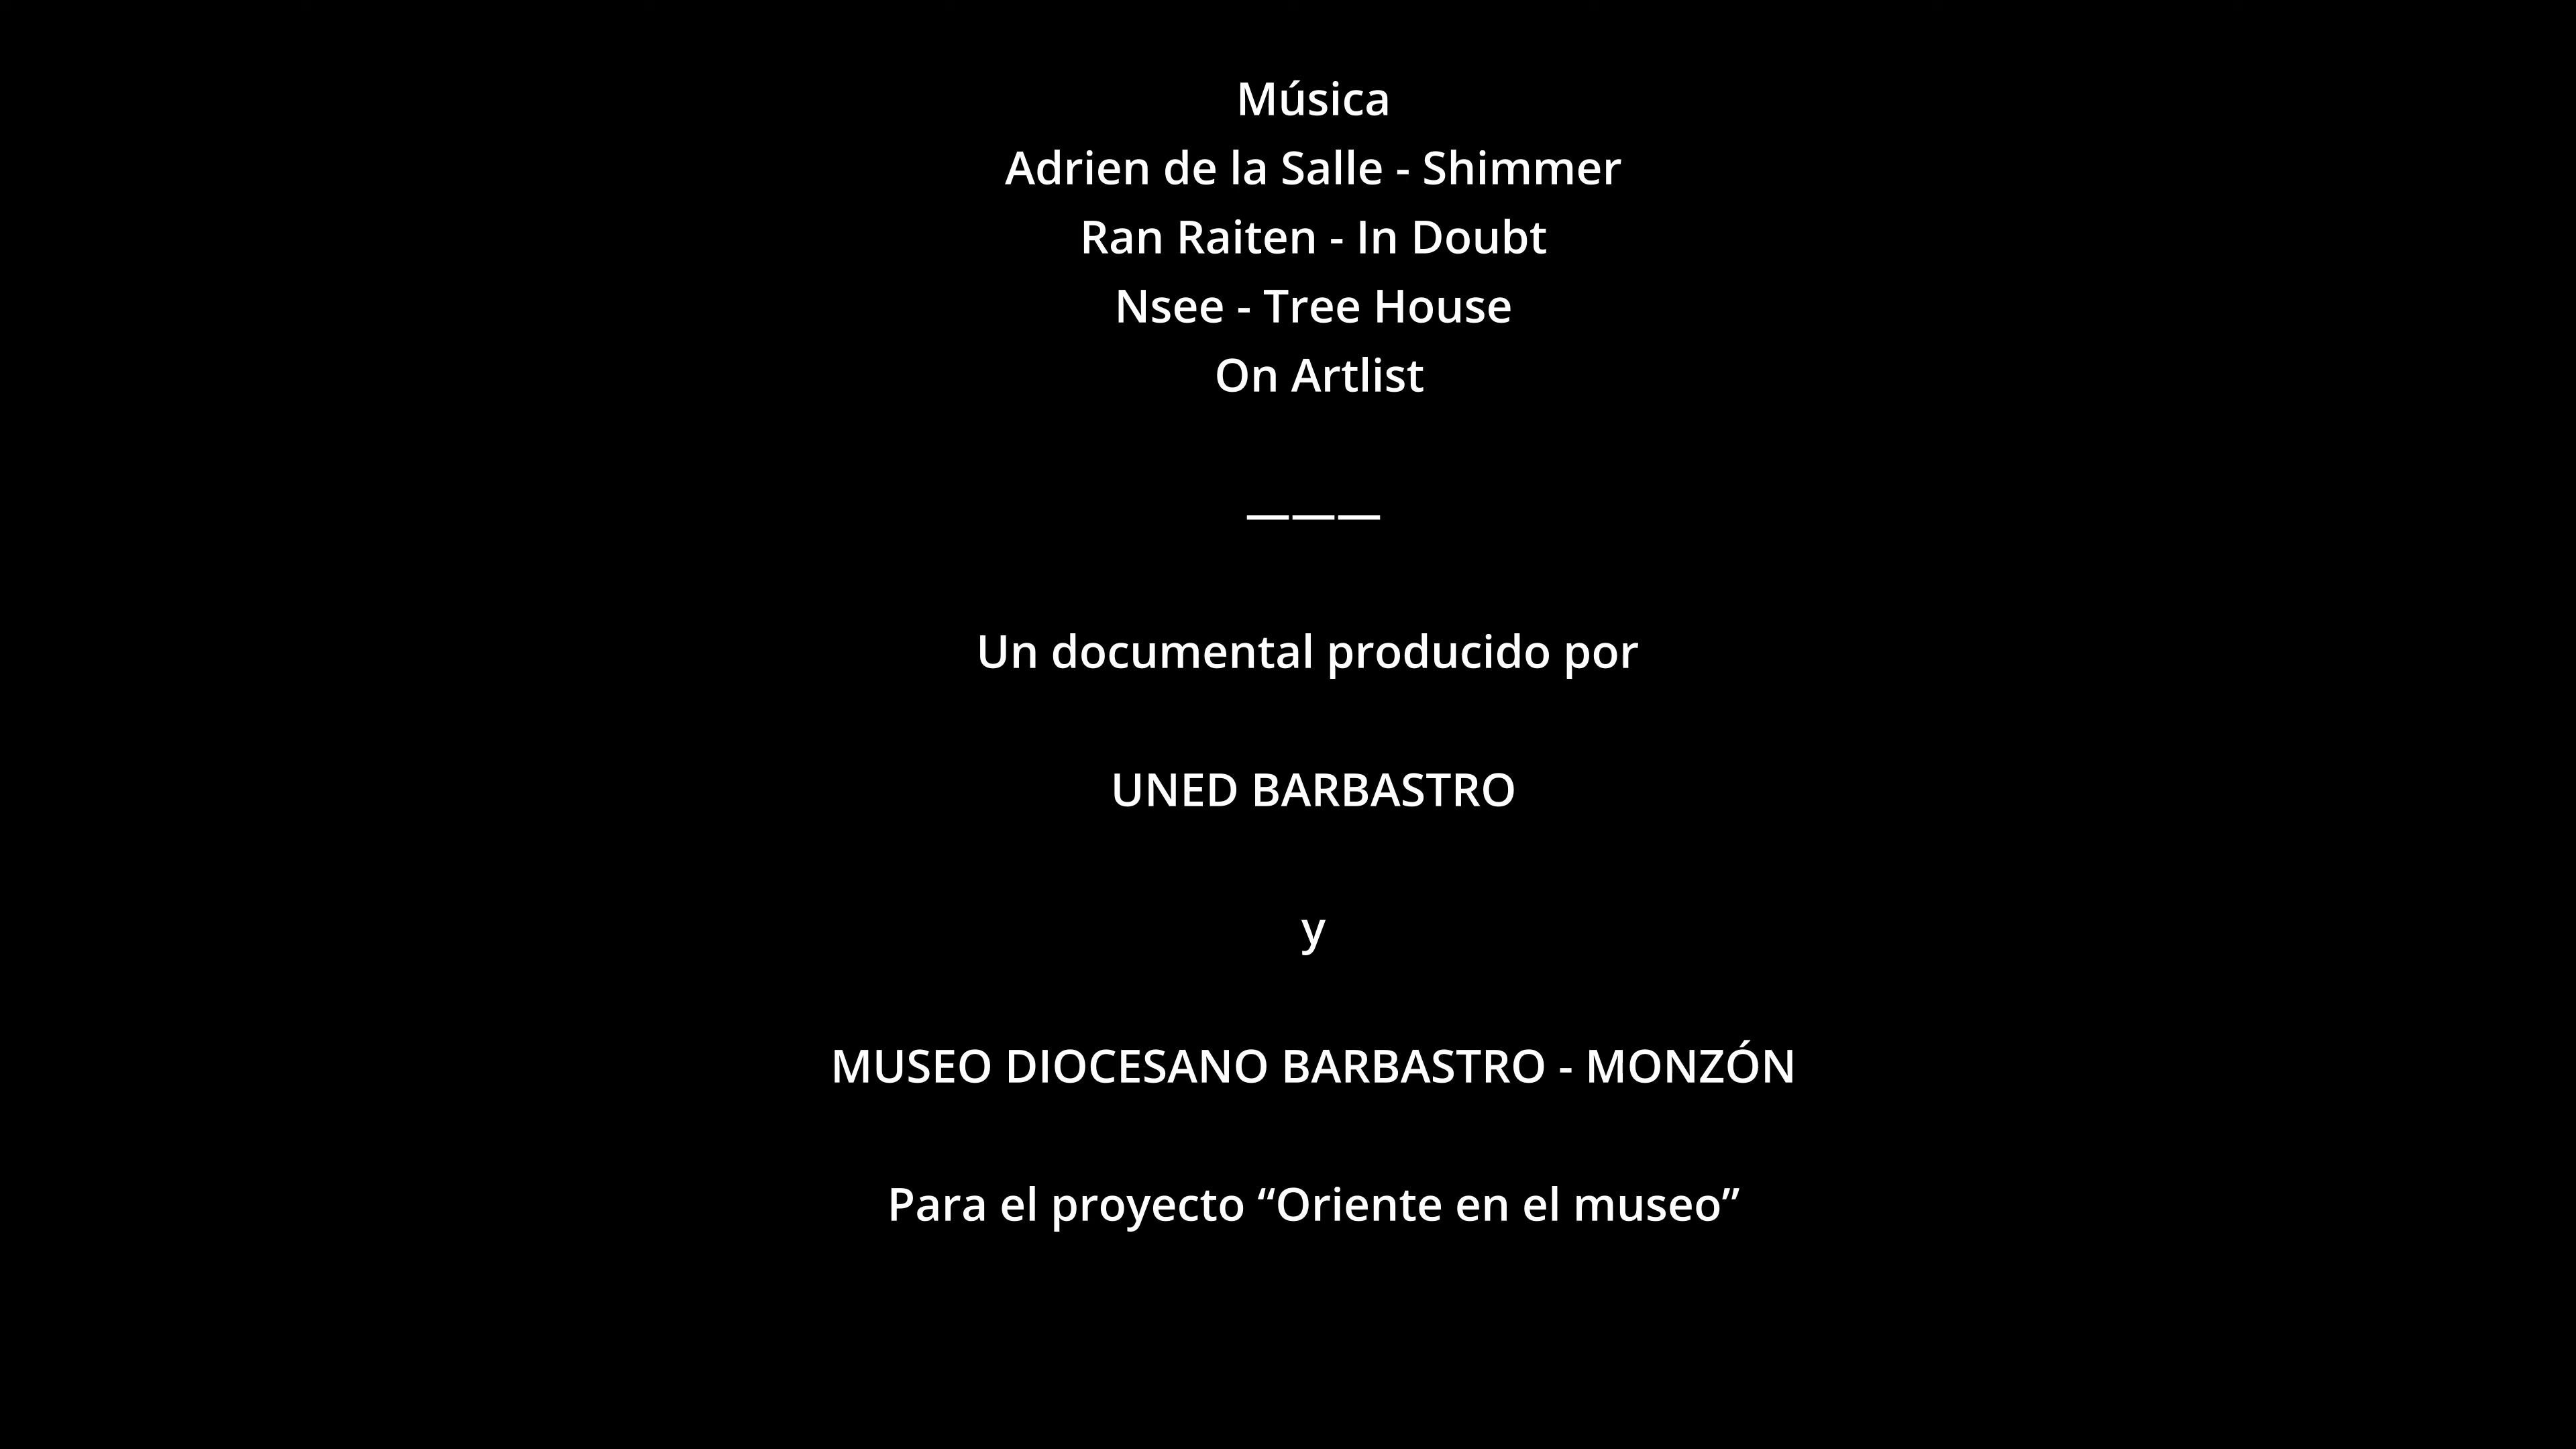 Música
Adrien de la Salle - Shimmer
Ran Raiten - In Doubt
Nsee - Tree House
On Artlist
———
Un documental producido por
UNED BARBASTRO
y
MUSEO DIOCESANO BARBASTRO - MONZÓN
Para el proyecto “Oriente en el museo”